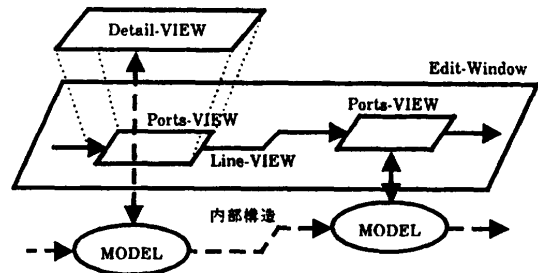 Detail-VIEW
Edit-Window
Ports-VIEW
Ports-VIEW
Line-VIEW
内部構造
MODEL
MODEL